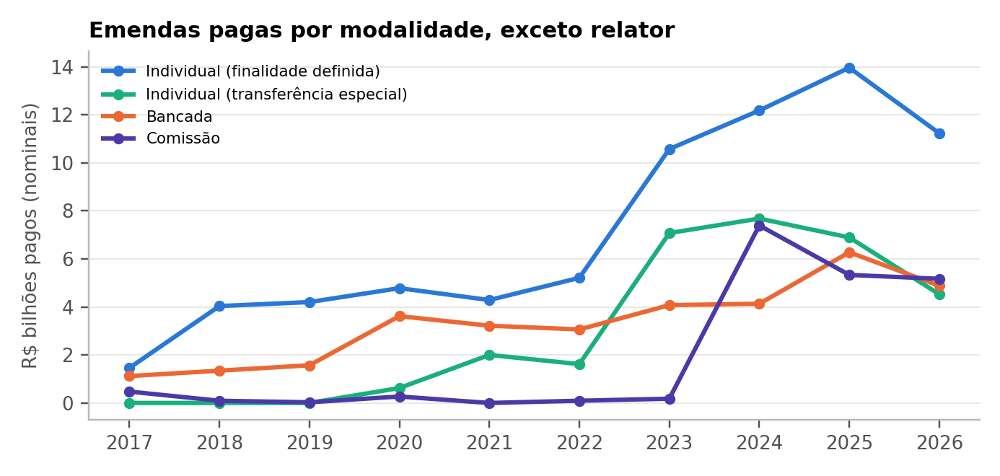 Emendas pagas por modalidade, exceto relator
R$ bilhões pagos (nominais)
14
12
10
8
6
4
2
0
Individual (finalidade definida)
Individual (transferência especial)
Bancada
Comissão
2017 2018 2019 2020 2021 2022 2023 2024 2025 2026